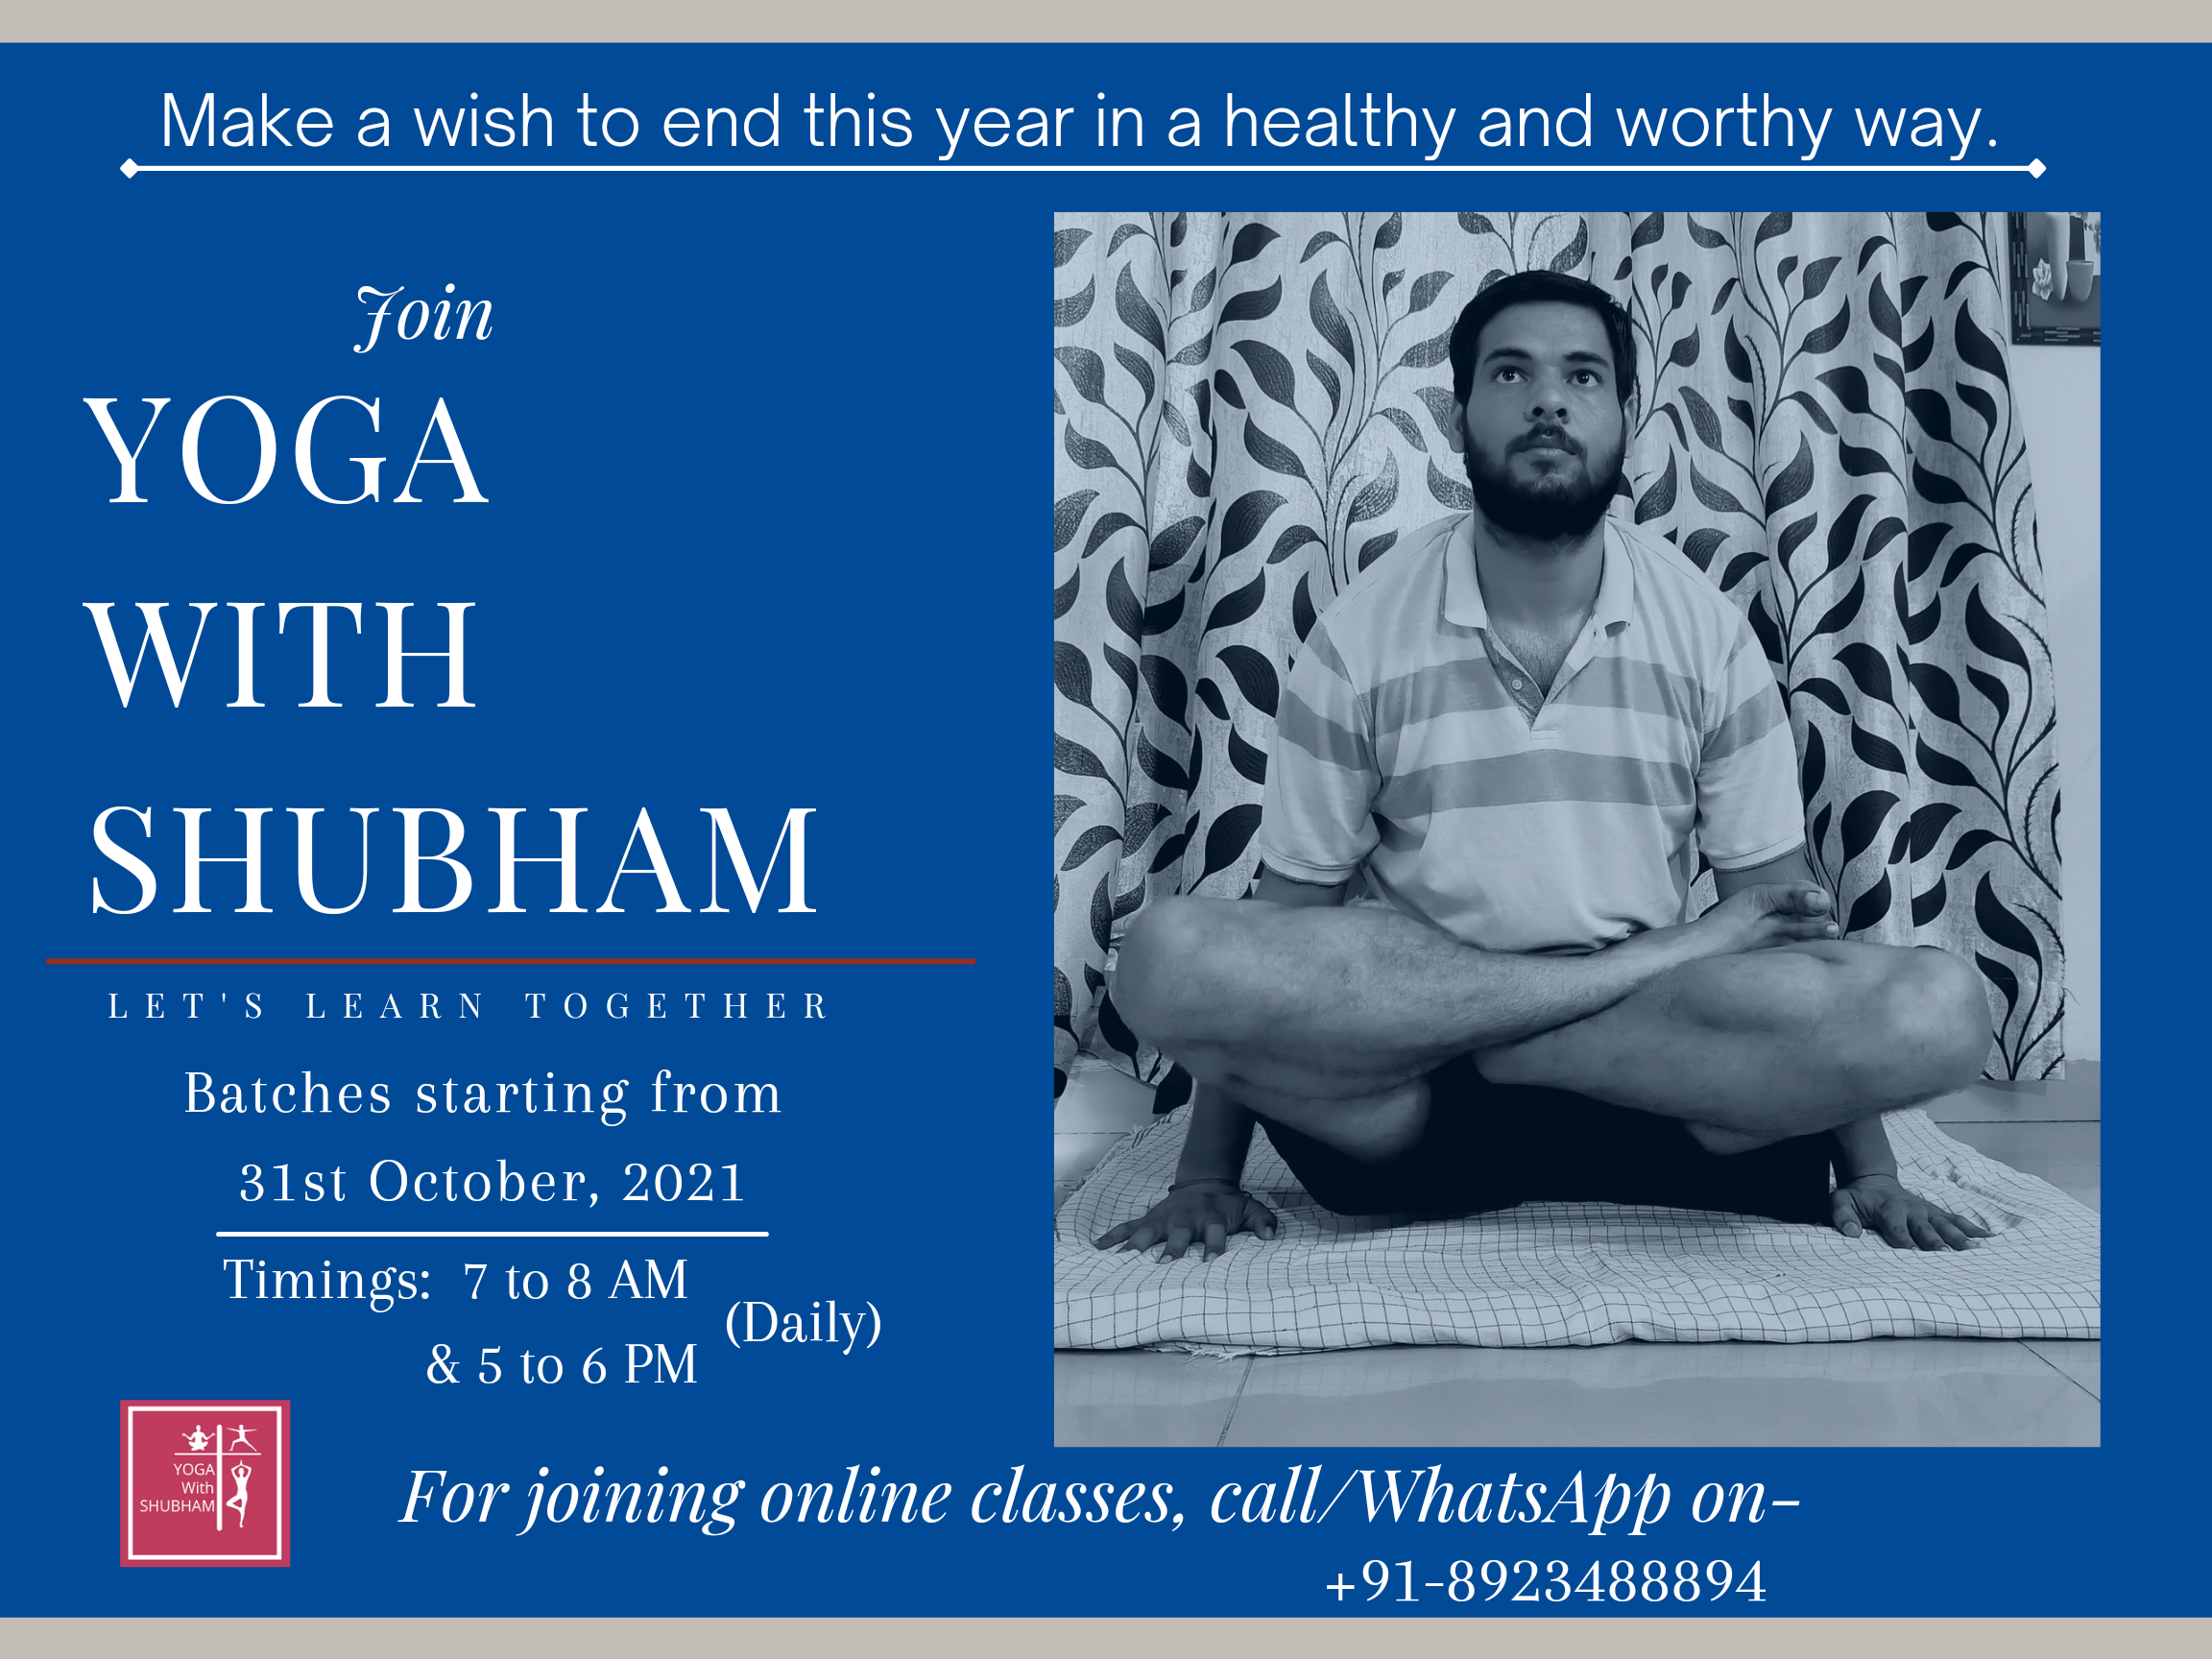 Make a wish to end this year in a healthy and worthy way.
Join
YOGA
WITH
SHUBHAM
LET'S LEARN TOGETHER
Batches starting from
31st October, 2021
Timings: 7 to 8 AM
(Daily)
& 5 to 6 PM
YOGA
With
SHUBHAM
For joining online classes, call/WhatsApp on-
+91-8923488894